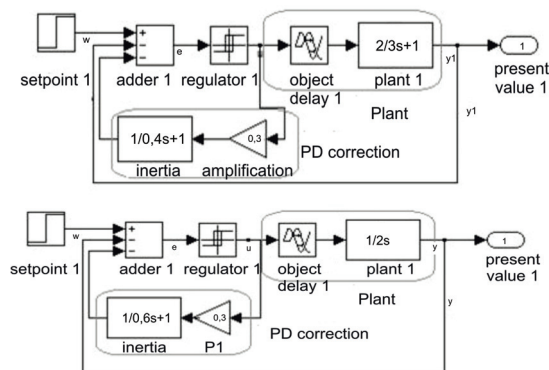 w
+
−
−
e
2/3s+1
1
y1
setpoint 1
adder 1
regulator 1
object
delay 1
plant 1
present
value 1
Plant
y1
1/0,4s+1
0,3
PD correction
inertia
amplification
w
+
−
−
e
u
1/2s
y
1
setpoint 1
adder 1
regulator 1
object
delay 1
plant 1
present
value 1
Plant
y
1/0,6s+1
0,3
PD correction
inertia
P1